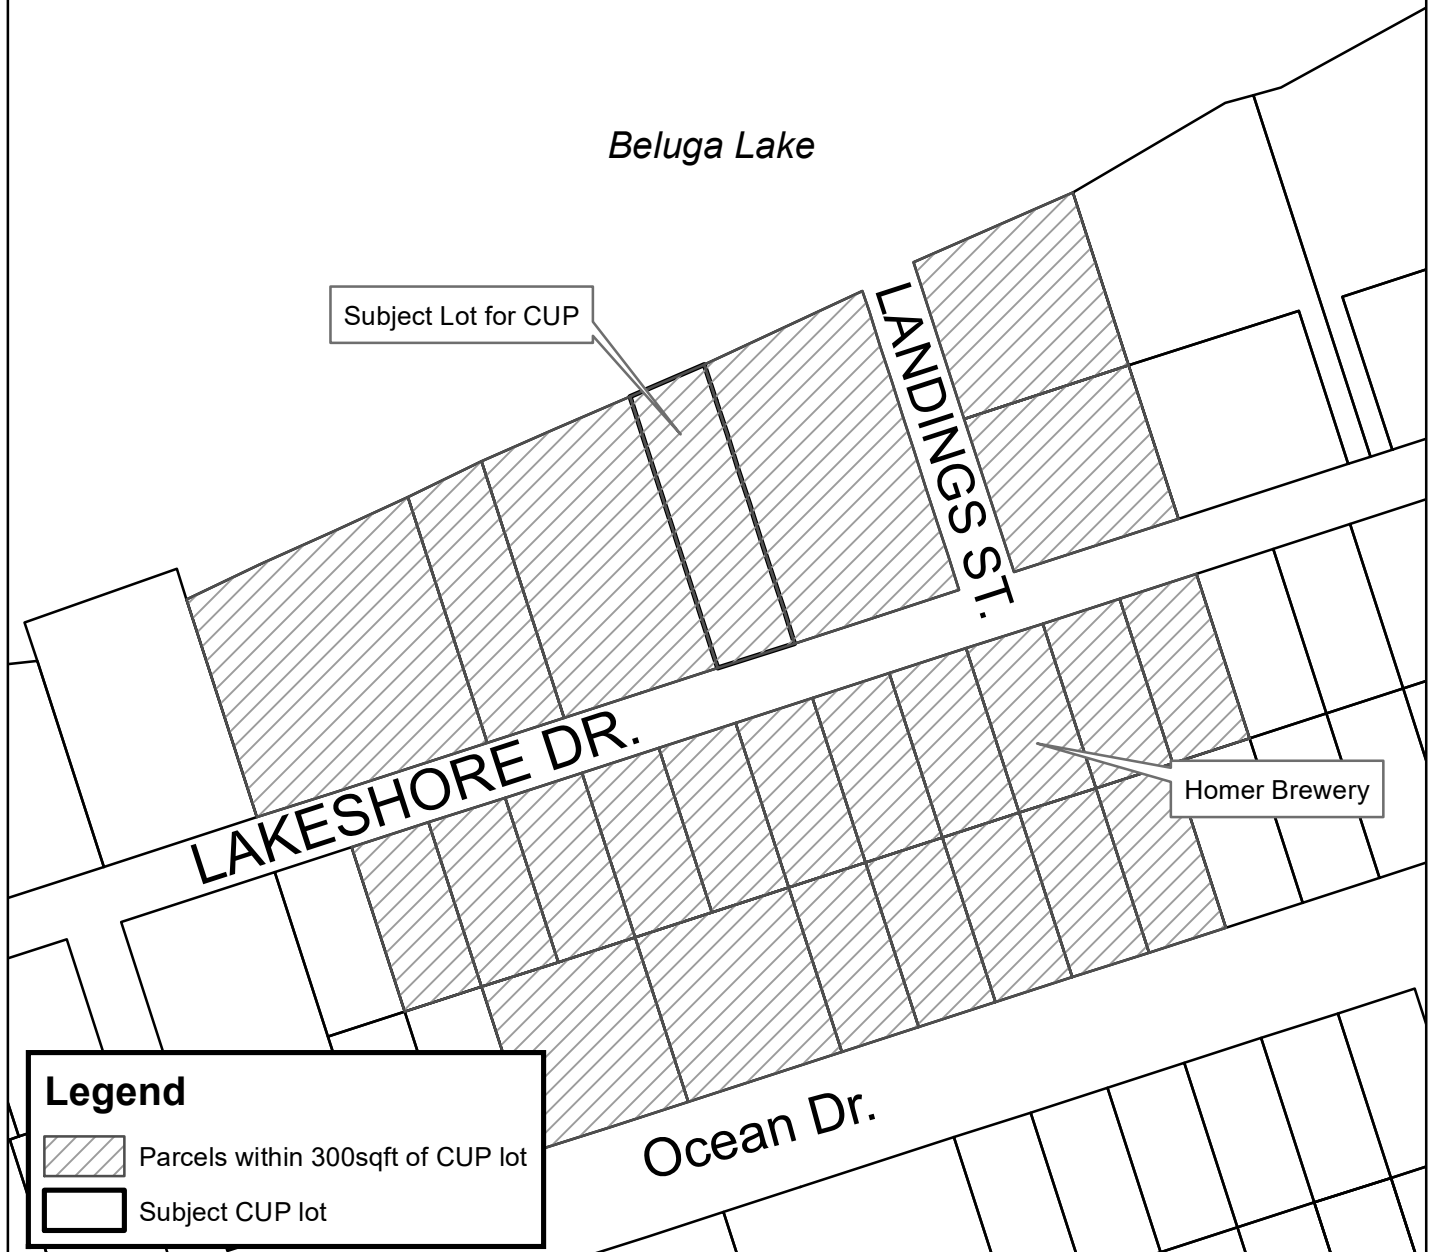 Beluga Lake
Subject Lot for CUP
LANDINGS ST.
LAKESHORE DR.
Homer Brewery
Ocean Dr.
Legend
Parcels within 300sqft of CUP lot
Subject CUP lot